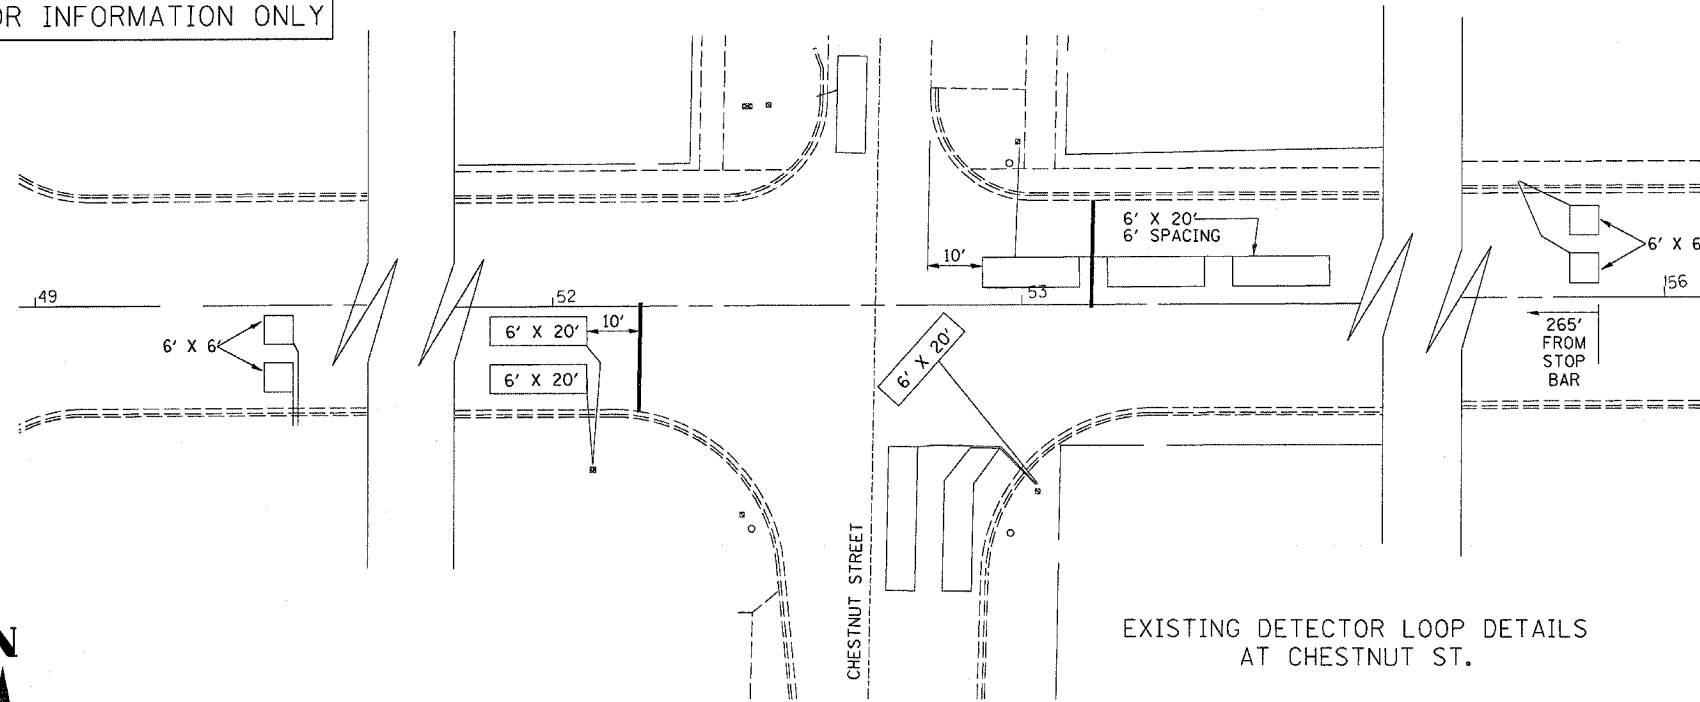 OR INFORMATION ONLY
6' X 20'
6' SPACING
10'
6' X 6
49
52
53
56
6' X 6'
6' X 20'
10'
6' X 20'
6' X 20'
265'
FROM
STOP
BAR
CHESTNUT STREET
EXISTING DETECTOR LOOP DETAILS
AT CHESTNUT ST.
N